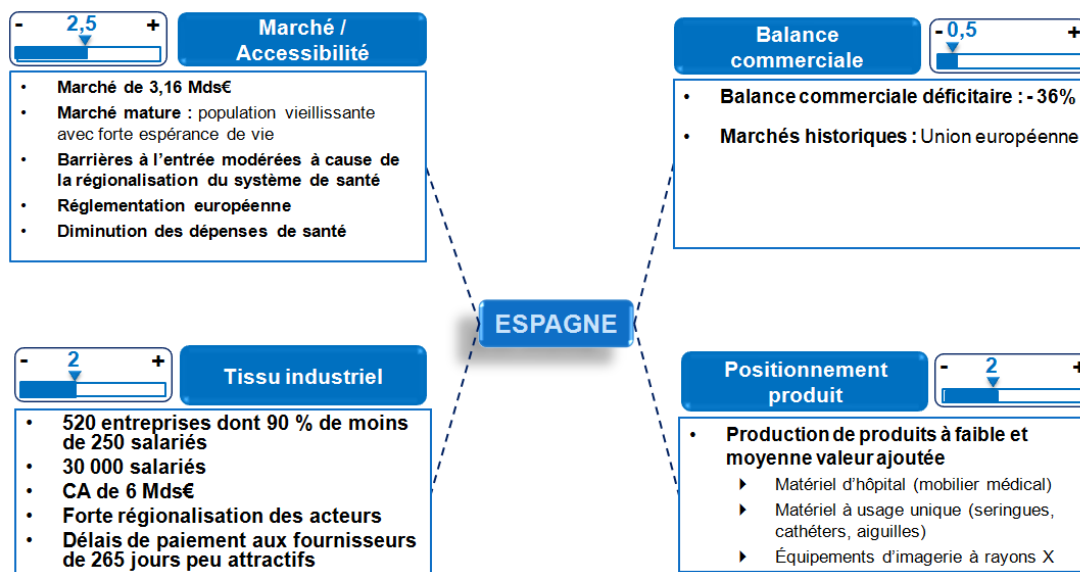 - 2,5 +
Marché /
Accessibilité
• Marché de 3,16 Mds€
• Marché mature : population vieillissante
avec forte espérance de vie
• Barrières à l'entrée modérées à cause de
la régionalisation du système de santé
• Réglementation européenne
• Diminution des dépenses de santé
Balance
commerciale
- 0,5 +
• Balance commerciale déficitaire : - 36%
• Marchés historiques : Union européenne
ESPAGNE
- 2 +
Tissu industriel
• 520 entreprises dont 90 % de moins
de 250 salariés
• 30 000 salariés
• CA de 6 Mds€
• Forte régionalisation des acteurs
• Délais de paiement aux fournisseurs
de 265 jours peu attractifs
Positionnement
produit
- 2 +
• Production de produits à faible et
moyenne valeur ajoutée
Matériel d'hôpital (mobilier médical)
Matériel à usage unique (seringues,
cathéters, aiguilles)
Équipements d'imagerie à rayons X